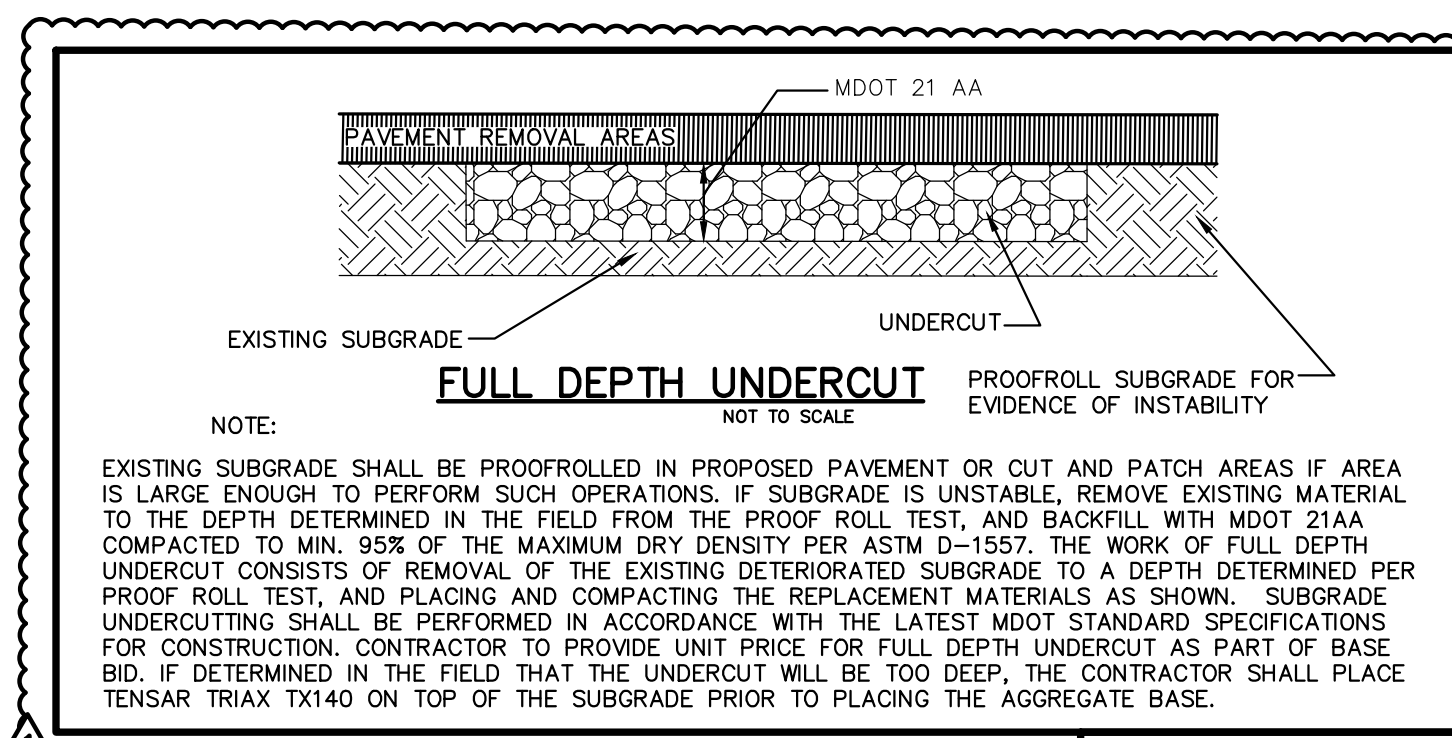 MDOT 21 AA
PAVEMENT REMOVAL AREAS
UNDERCUT
EXISTING SUBGRADE
FULL DEPTH UNDERCUT
NOT TO SCALE
PROOFROLL SUBGRADE FOR
EVIDENCE OF INSTABILITY
NOTE:
EXISTING SUBGRADE SHALL BE PROOFROLLED IN PROPOSED PAVEMENT OR CUT AND PATCH AREAS IF AREA
IS LARGE ENOUGH TO PERFORM SUCH OPERATIONS. IF SUBGRADE IS UNSTABLE, REMOVE EXISTING MATERIAL
TO THE DEPTH DETERMINED IN THE FIELD FROM THE PROOF ROLL TEST, AND BACKFILL WITH MDOT 21AA
COMPACTED TO MIN. 95% OF THE MAXIMUM DRY DENSITY PER ASTM D-1557. THE WORK OF FULL DEPTH
UNDERCUT CONSISTS OF REMOVAL OF THE EXISTING DETERIORATED SUBGRADE TO A DEPTH DETERMINED PER
PROOF ROLL TEST, AND PLACING AND COMPACTING THE REPLACEMENT MATERIALS AS SHOWN. SUBGRADE
UNDERCUTTING SHALL BE PERFORMED IN ACCORDANCE WITH THE LATEST MDOT STANDARD SPECIFICATIONS
FOR CONSTRUCTION. CONTRACTOR TO PROVIDE UNIT PRICE FOR FULL DEPTH UNDERCUT AS PART OF BASE
BID. IF DETERMINED IN THE FIELD THAT THE UNDERCUT WILL BE TOO DEEP, THE CONTRACTOR SHALL PLACE
TENSAR TRIAX TX140 ON TOP OF THE SUBGRADE PRIOR TO PLACING THE AGGREGATE BASE.